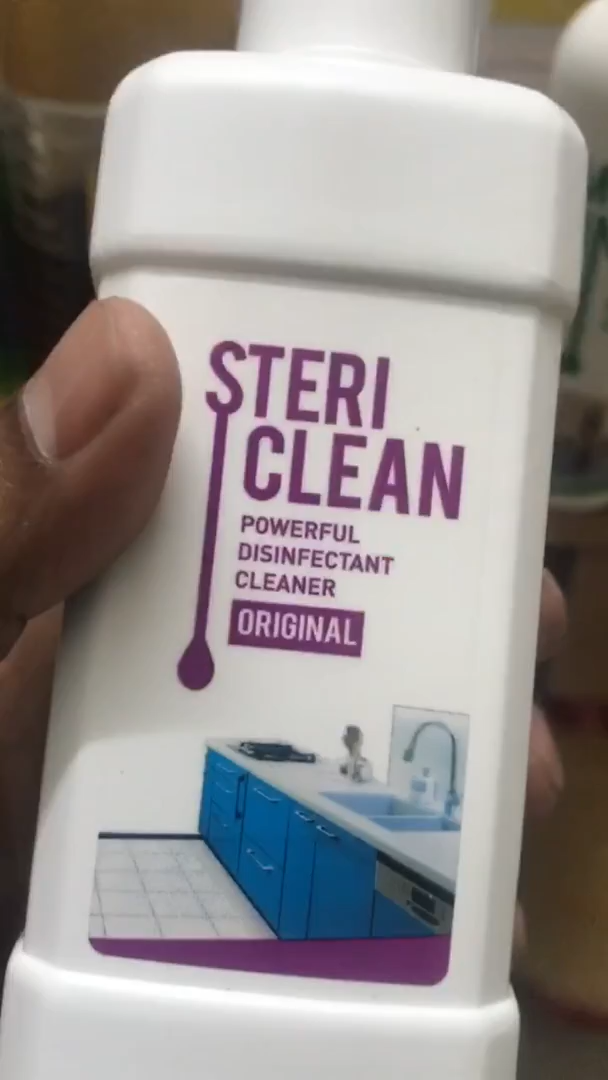 STERI
CLEAN
POWERFUL
DISINFECTANT
CLEANER
ORIGINAL